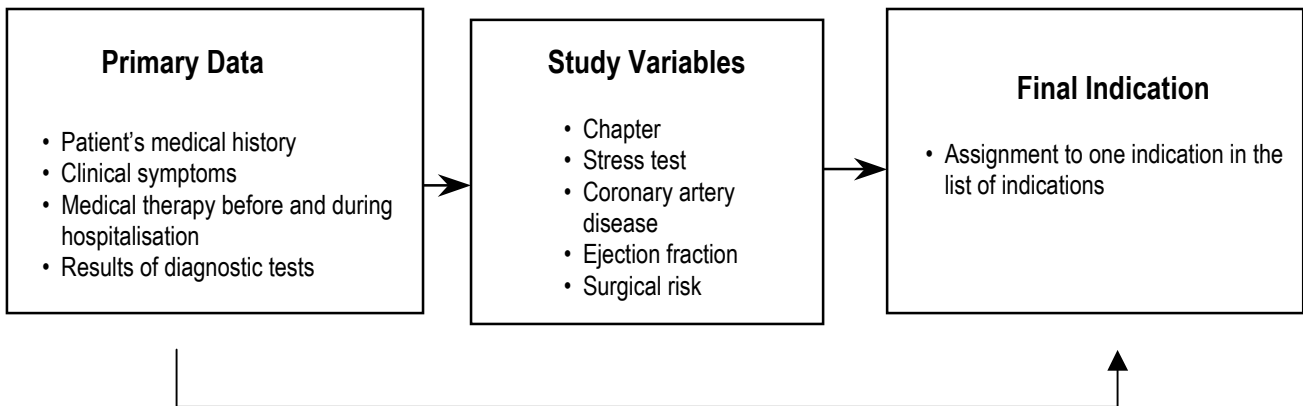 Primary Data
• Patient's medical history
• Clinical symptoms
• Medical therapy before and during
hospitalisation
• Results of diagnostic tests
Study Variables
• Chapter
• Stress test
• Coronary artery
disease
• Ejection fraction
• Surgical risk
Final Indication
• Assignment to one indication in the
list of indications